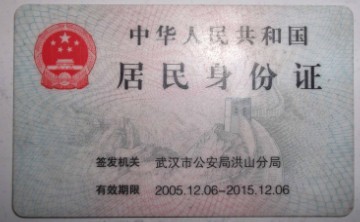 中华人民共和国
居民身份证
签发机关 武汉市公安局洪山分局
有效期限 2005.12.06-2015.12.06